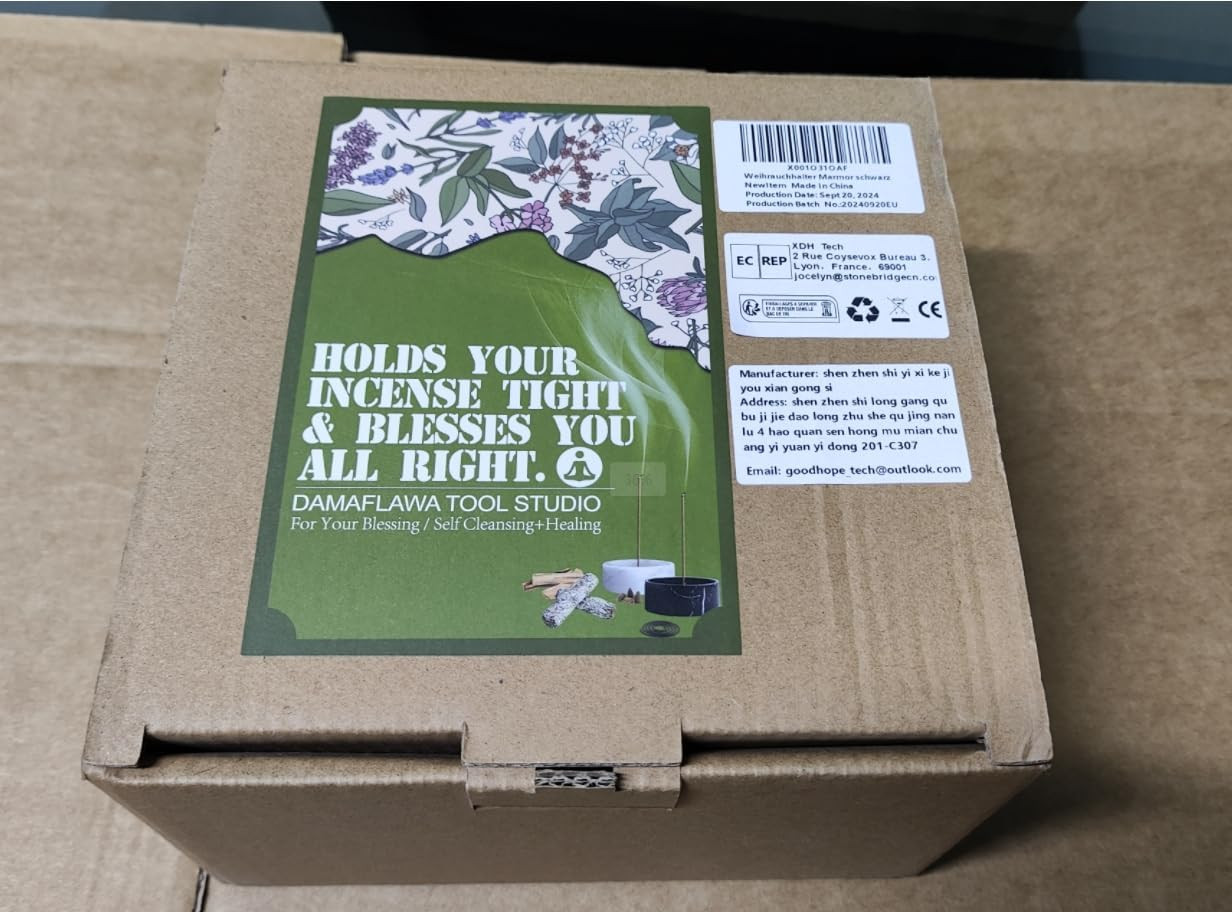 HOLDS YOUR
INCENSE TIGHT
& BLESSES YOU
ALL RIGHT.
DAMAFLAWA TOOL STUDIO
For Your Blessing / Self Cleansing+Healing
X001O31OAF
Weihrauchhalter Marmor schwarz
NewItem Made In China
Production Date: Sept 20, 2024
Production Batch No.:20240920EU
EC REP
XDH Tech
2 Rue Coysevox Bureau 3,
Lyon, France, 69001
jocelyn@stonebridgecn.co
CE
Manufacturer: shen zhen shi yi xi ke ji
you xian gong si
Address: shen zhen shi long gang qu
bu ji jie dao long zhu she qu jing nan
lu 4 hao quan sen hong mu mian chu
ang yi yuan yi dong 201-C307
Email: goodhope_tech@outlook.com